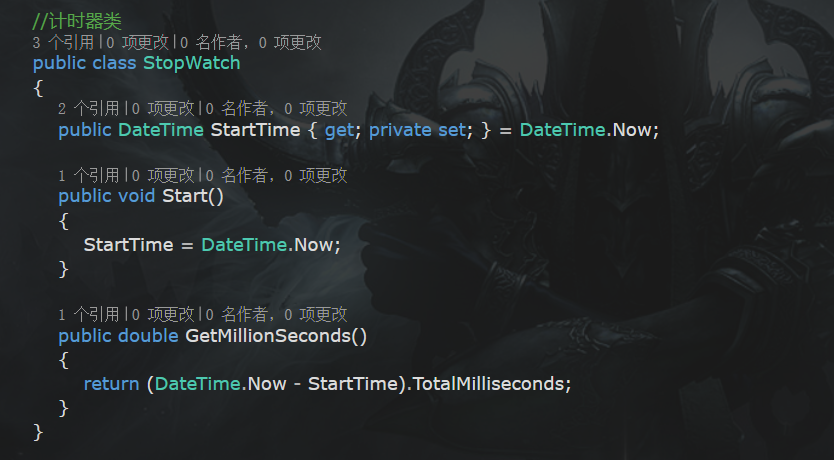 //计时器类
3 个引用|0 项更改|0 名作者，0 项更改
public class StopWatch
{
2 个引用|0 项更改|0 名作者，0 项更改
public DateTime StartTime { get; private set; } = DateTime.Now;
1 个引用|0 项更改|0 名作者，0 项更改
public void Start()
{
StartTime = DateTime.Now;
}
1 个引用|0 项更改|0 名作者，0 项更改
public double GetMillionSeconds()
{
return (DateTime.Now - StartTime).TotalMilliseconds;
}
}